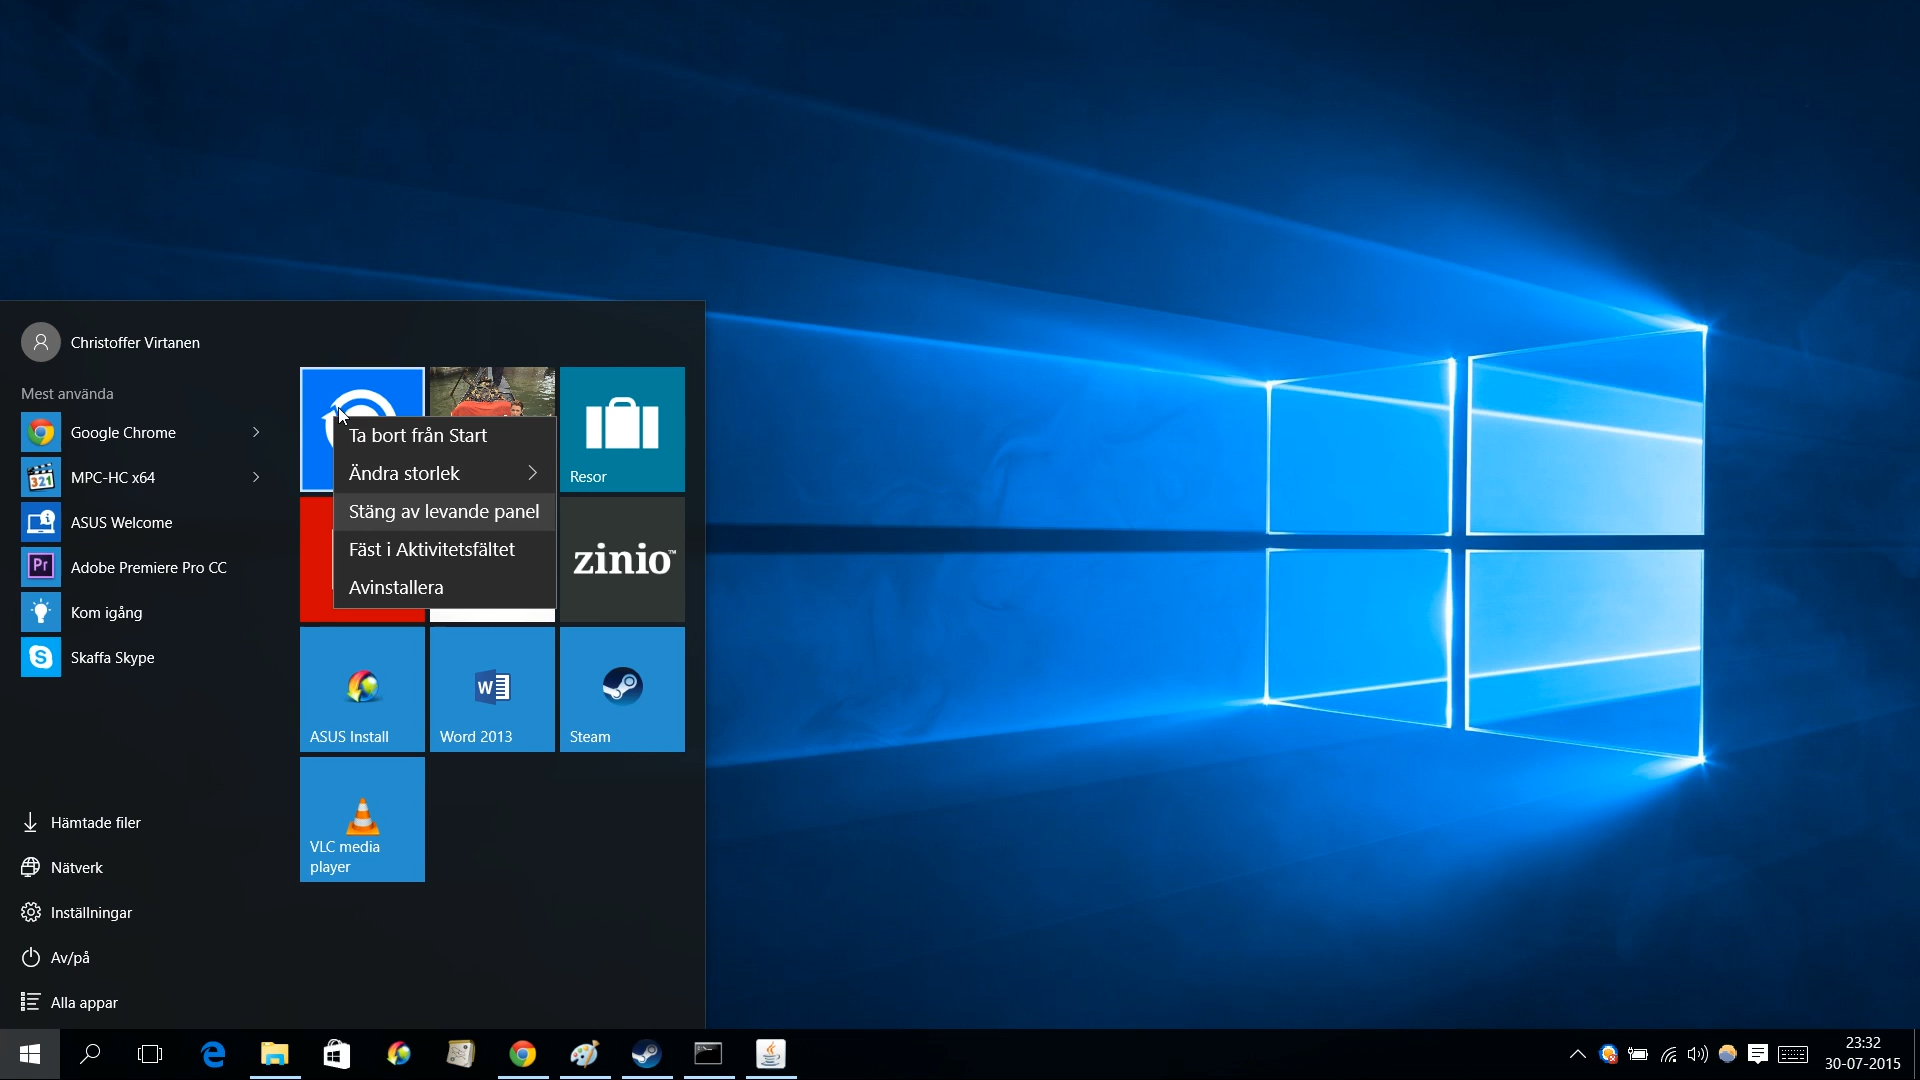 Christoffer Virtanen
Mest använda
Google Chrome
MPC-HC x64
ASUS Welcome
Adobe Premiere Pro CC
Kom igång
Skaffa Skype
Hämtade filer
Nätverk
Inställningar
Av/på
Alla appar
Ta bort från Start
Ändra storlek
Stäng av levande panel
Fäst i Aktivitetsfältet
Avinstallera
Resor
zinio™
ASUS Install
Word 2013
Steam
VLC media
player
23:32
30-07-2015